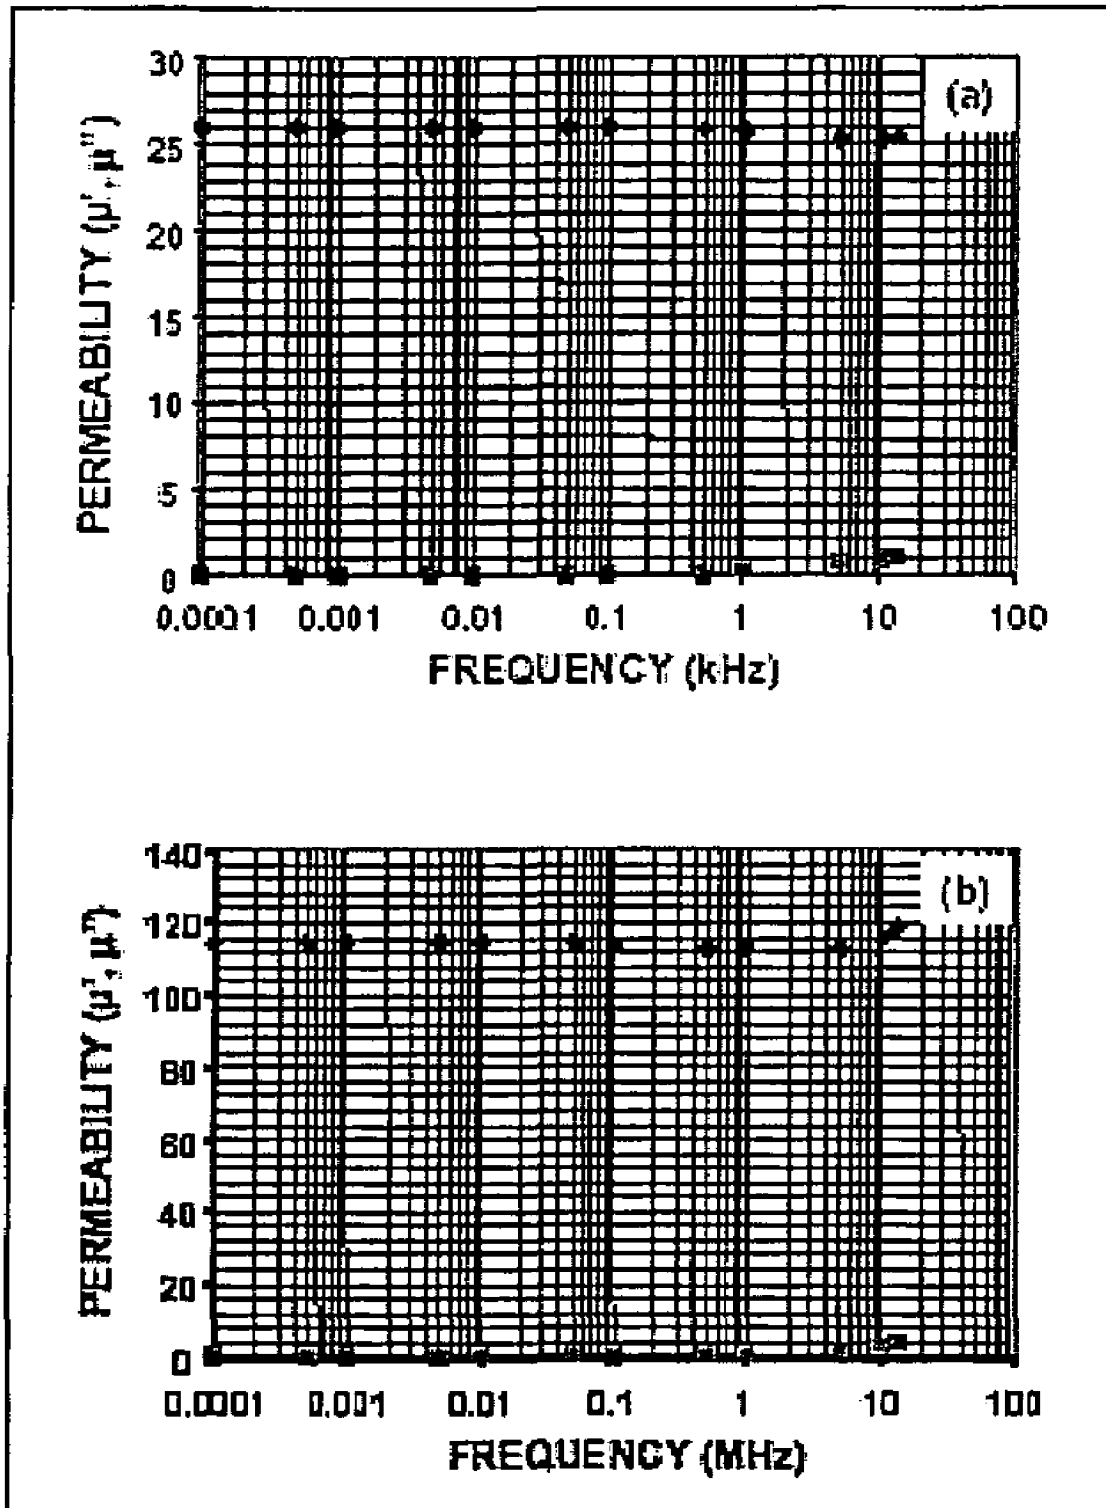 (a)
PERMEABILITY (μ', μ")
30
25
20
15
10
5
0
0.0001 0.001 0.01 0.1 1 10 100
FREQUENCY (kHz)
(b)
PERMEABILITY (μ', μ")
140
120
100
80
60
40
20
0
0.0001 0.001 0.01 0.1 1 10 100
FREQUENCY (MHz)